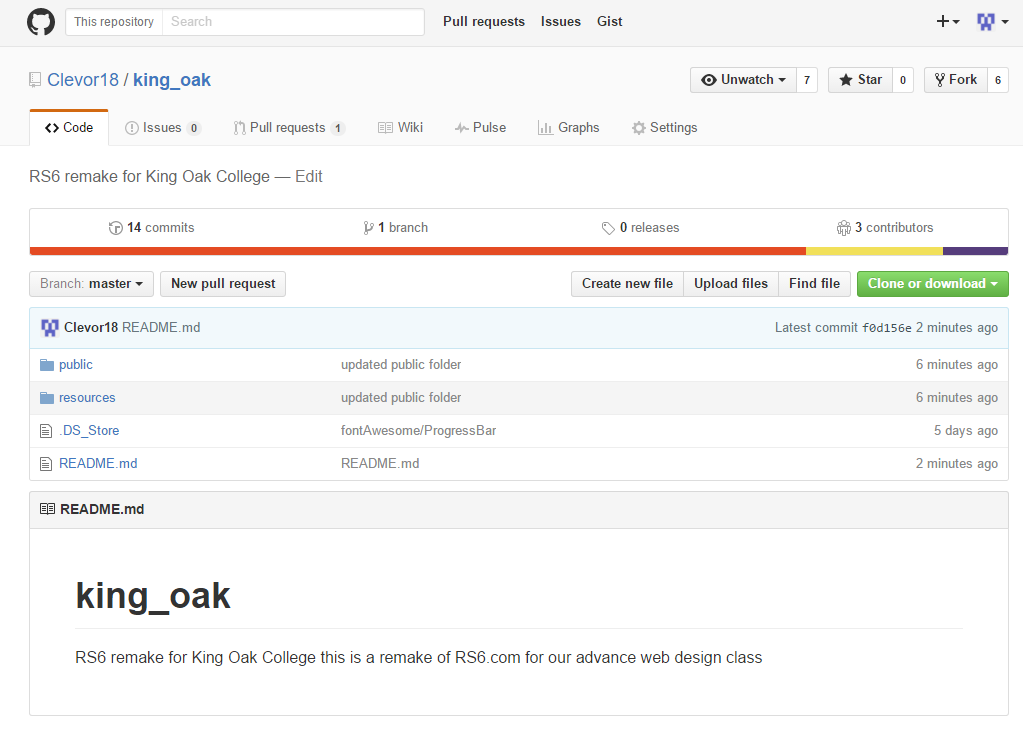 This repository Search Pull requests Issues Gist
Clevor18 / king_oak Unwatch 7 Star 0 Fork 6
Code Issues 0 Pull requests 1 Wiki Pulse Graphs Settings
RS6 remake for King Oak College — Edit
14 commits 1 branch 0 releases 3 contributors
Branch: master New pull request Create new file Upload files Find file Clone or download
Clevor18 README.md Latest commit f0d156e 2 minutes ago
public updated public folder 6 minutes ago
resources updated public folder 6 minutes ago
.DS_Store fontAwesome/ProgressBar 5 days ago
README.md README.md 2 minutes ago
README.md
king_oak
RS6 remake for King Oak College this is a remake of RS6.com for our advance web design class